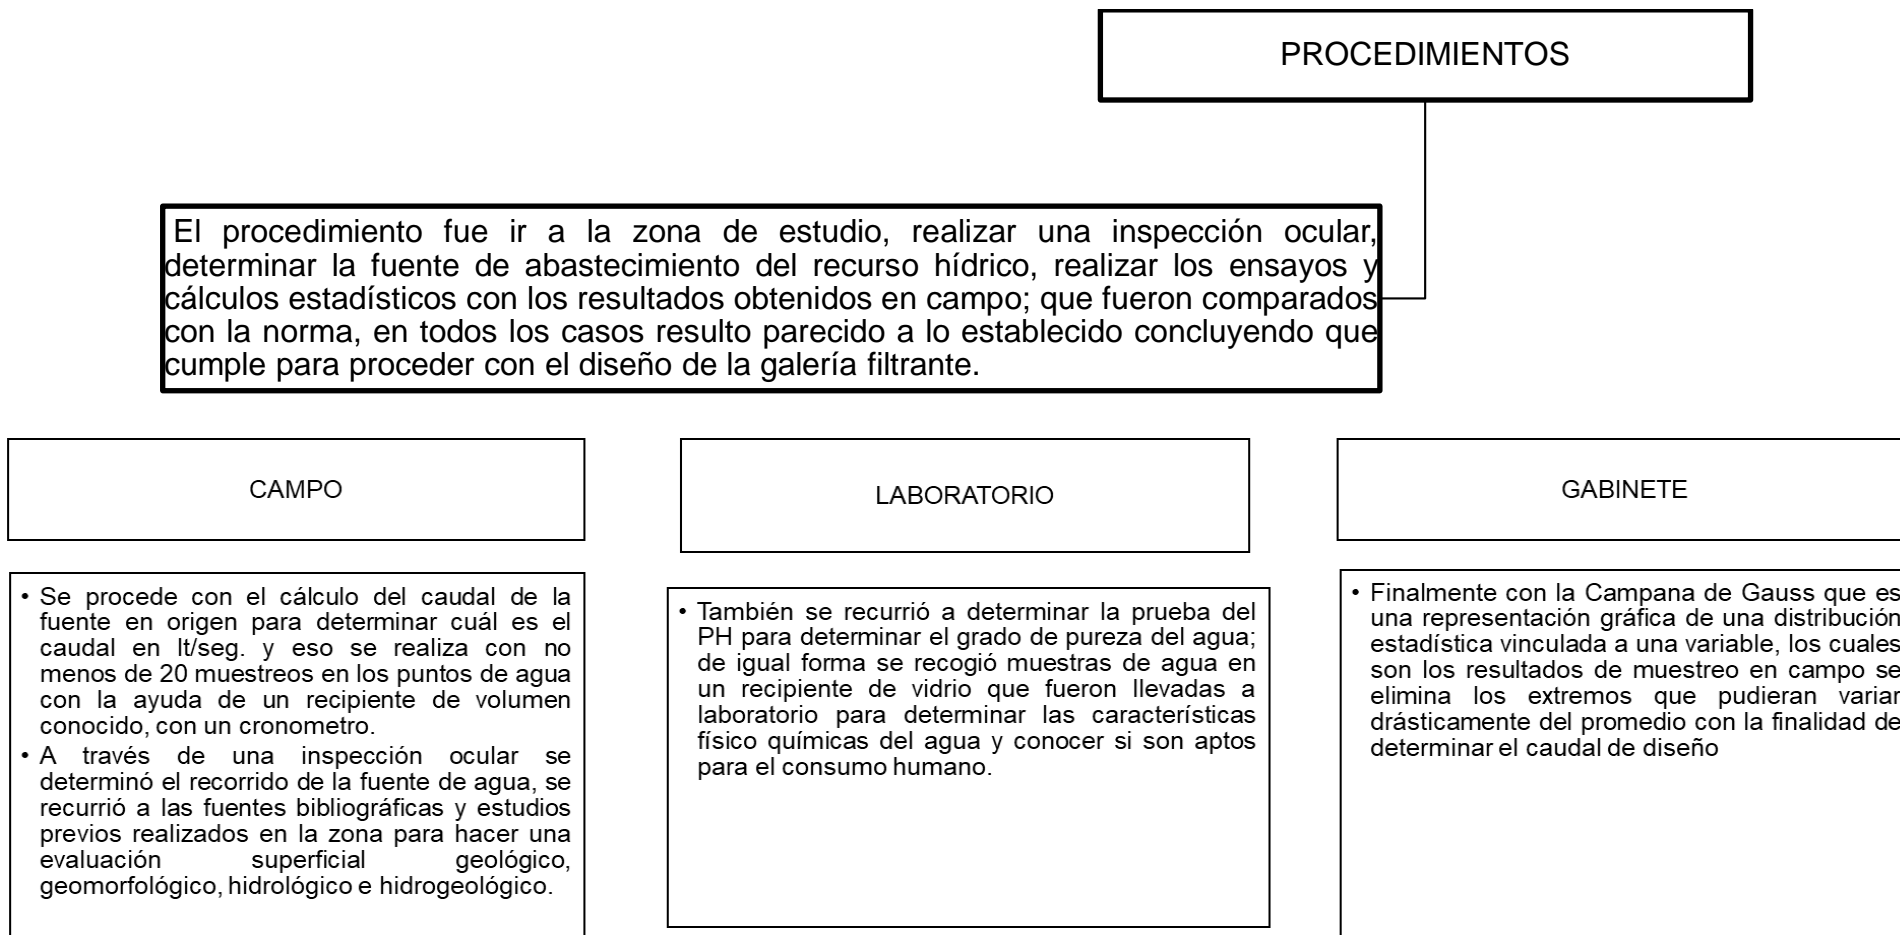 PROCEDIMIENTOS
El procedimiento fue ir a la zona de estudio, realizar una inspección ocular,
determinar la fuente de abastecimiento del recurso hídrico, realizar los ensayos y
cálculos estadísticos con los resultados obtenidos en campo; que fueron comparados
con la norma, en todos los casos resulto parecido a lo establecido concluyendo que
cumple para proceder con el diseño de la galería filtrante.
CAMPO
• Se procede con el cálculo del caudal de la
fuente en origen para determinar cuál es el
caudal en lt/seg. y eso se realiza con no
menos de 20 muestreos en los puntos de agua
con la ayuda de un recipiente de volumen
conocido, con un cronometro.
• A través de una inspección ocular se
determinó el recorrido de la fuente de agua, se
recurrió a las fuentes bibliográficas y estudios
previos realizados en la zona para hacer una
evaluación superficial geológico,
geomorfológico, hidrológico e hidrogeológico.
LABORATORIO
• También se recurrió a determinar la prueba del
PH para determinar el grado de pureza del agua;
de igual forma se recogió muestras de agua en
un recipiente de vidrio que fueron llevadas a
laboratorio para determinar las características
físico químicas del agua y conocer si son aptos
para el consumo humano.
GABINETE
• Finalmente con la Campana de Gauss que es
una representación gráfica de una distribución
estadística vinculada a una variable, los cuales
son los resultados de muestreo en campo se
elimina los extremos que pudieran variar
drásticamente del promedio con la finalidad de
determinar el caudal de diseño